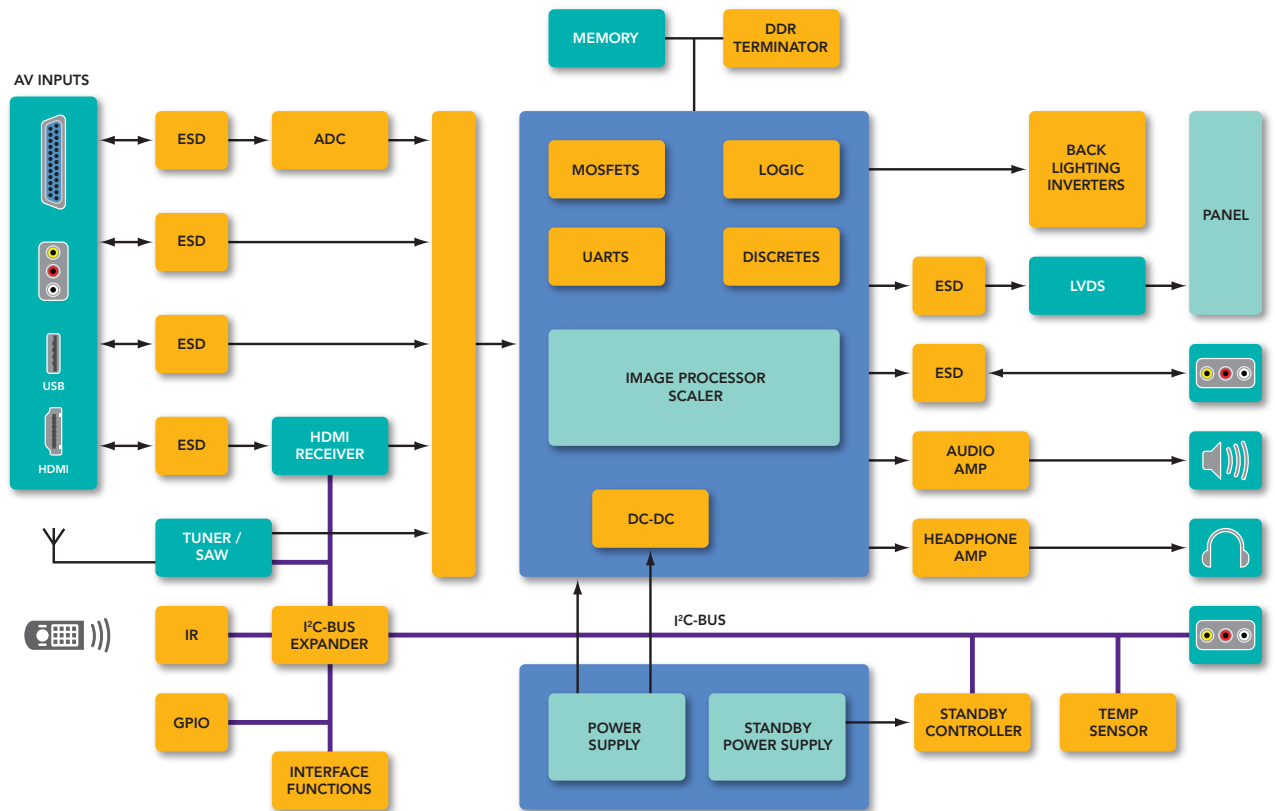 MEMORY
DDR
TERMINATOR
AV INPUTS
ESD
ADC
MOSFETS
LOGIC
BACK
LIGHTING
INVERTERS
PANEL
ESD
UARTS
DISCRETES
ESD
LVDS
USB
ESD
IMAGE PROCESSOR
SCALER
ESD
HDMI
ESD
HDMI
RECEIVER
AUDIO
AMP
DC-DC
TUNER /
SAW
HEADPHONE
AMP
IR
I²C-BUS
EXPANDER
I²C-BUS
GPIO
POWER
SUPPLY
STANDBY
POWER SUPPLY
STANDBY
CONTROLLER
TEMP
SENSOR
INTERFACE
FUNCTIONS